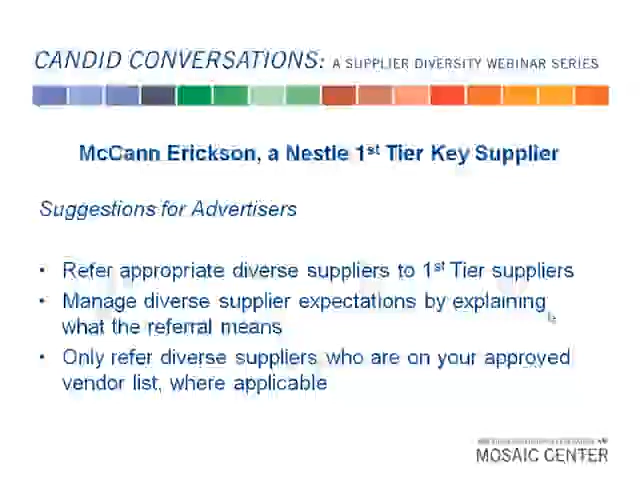 CANDID CONVERSATIONS: A SUPPLIER DIVERSITY WEBINAR SERIES
McCann Erickson, a Nestle 1st Tier Key Supplier
Suggestions for Advertisers
• Refer appropriate diverse suppliers to 1st Tier suppliers
• Manage diverse supplier expectations by explaining
what the referral means
• Only refer diverse suppliers who are on your approved
vendor list, where applicable
MOSAIC CENTER